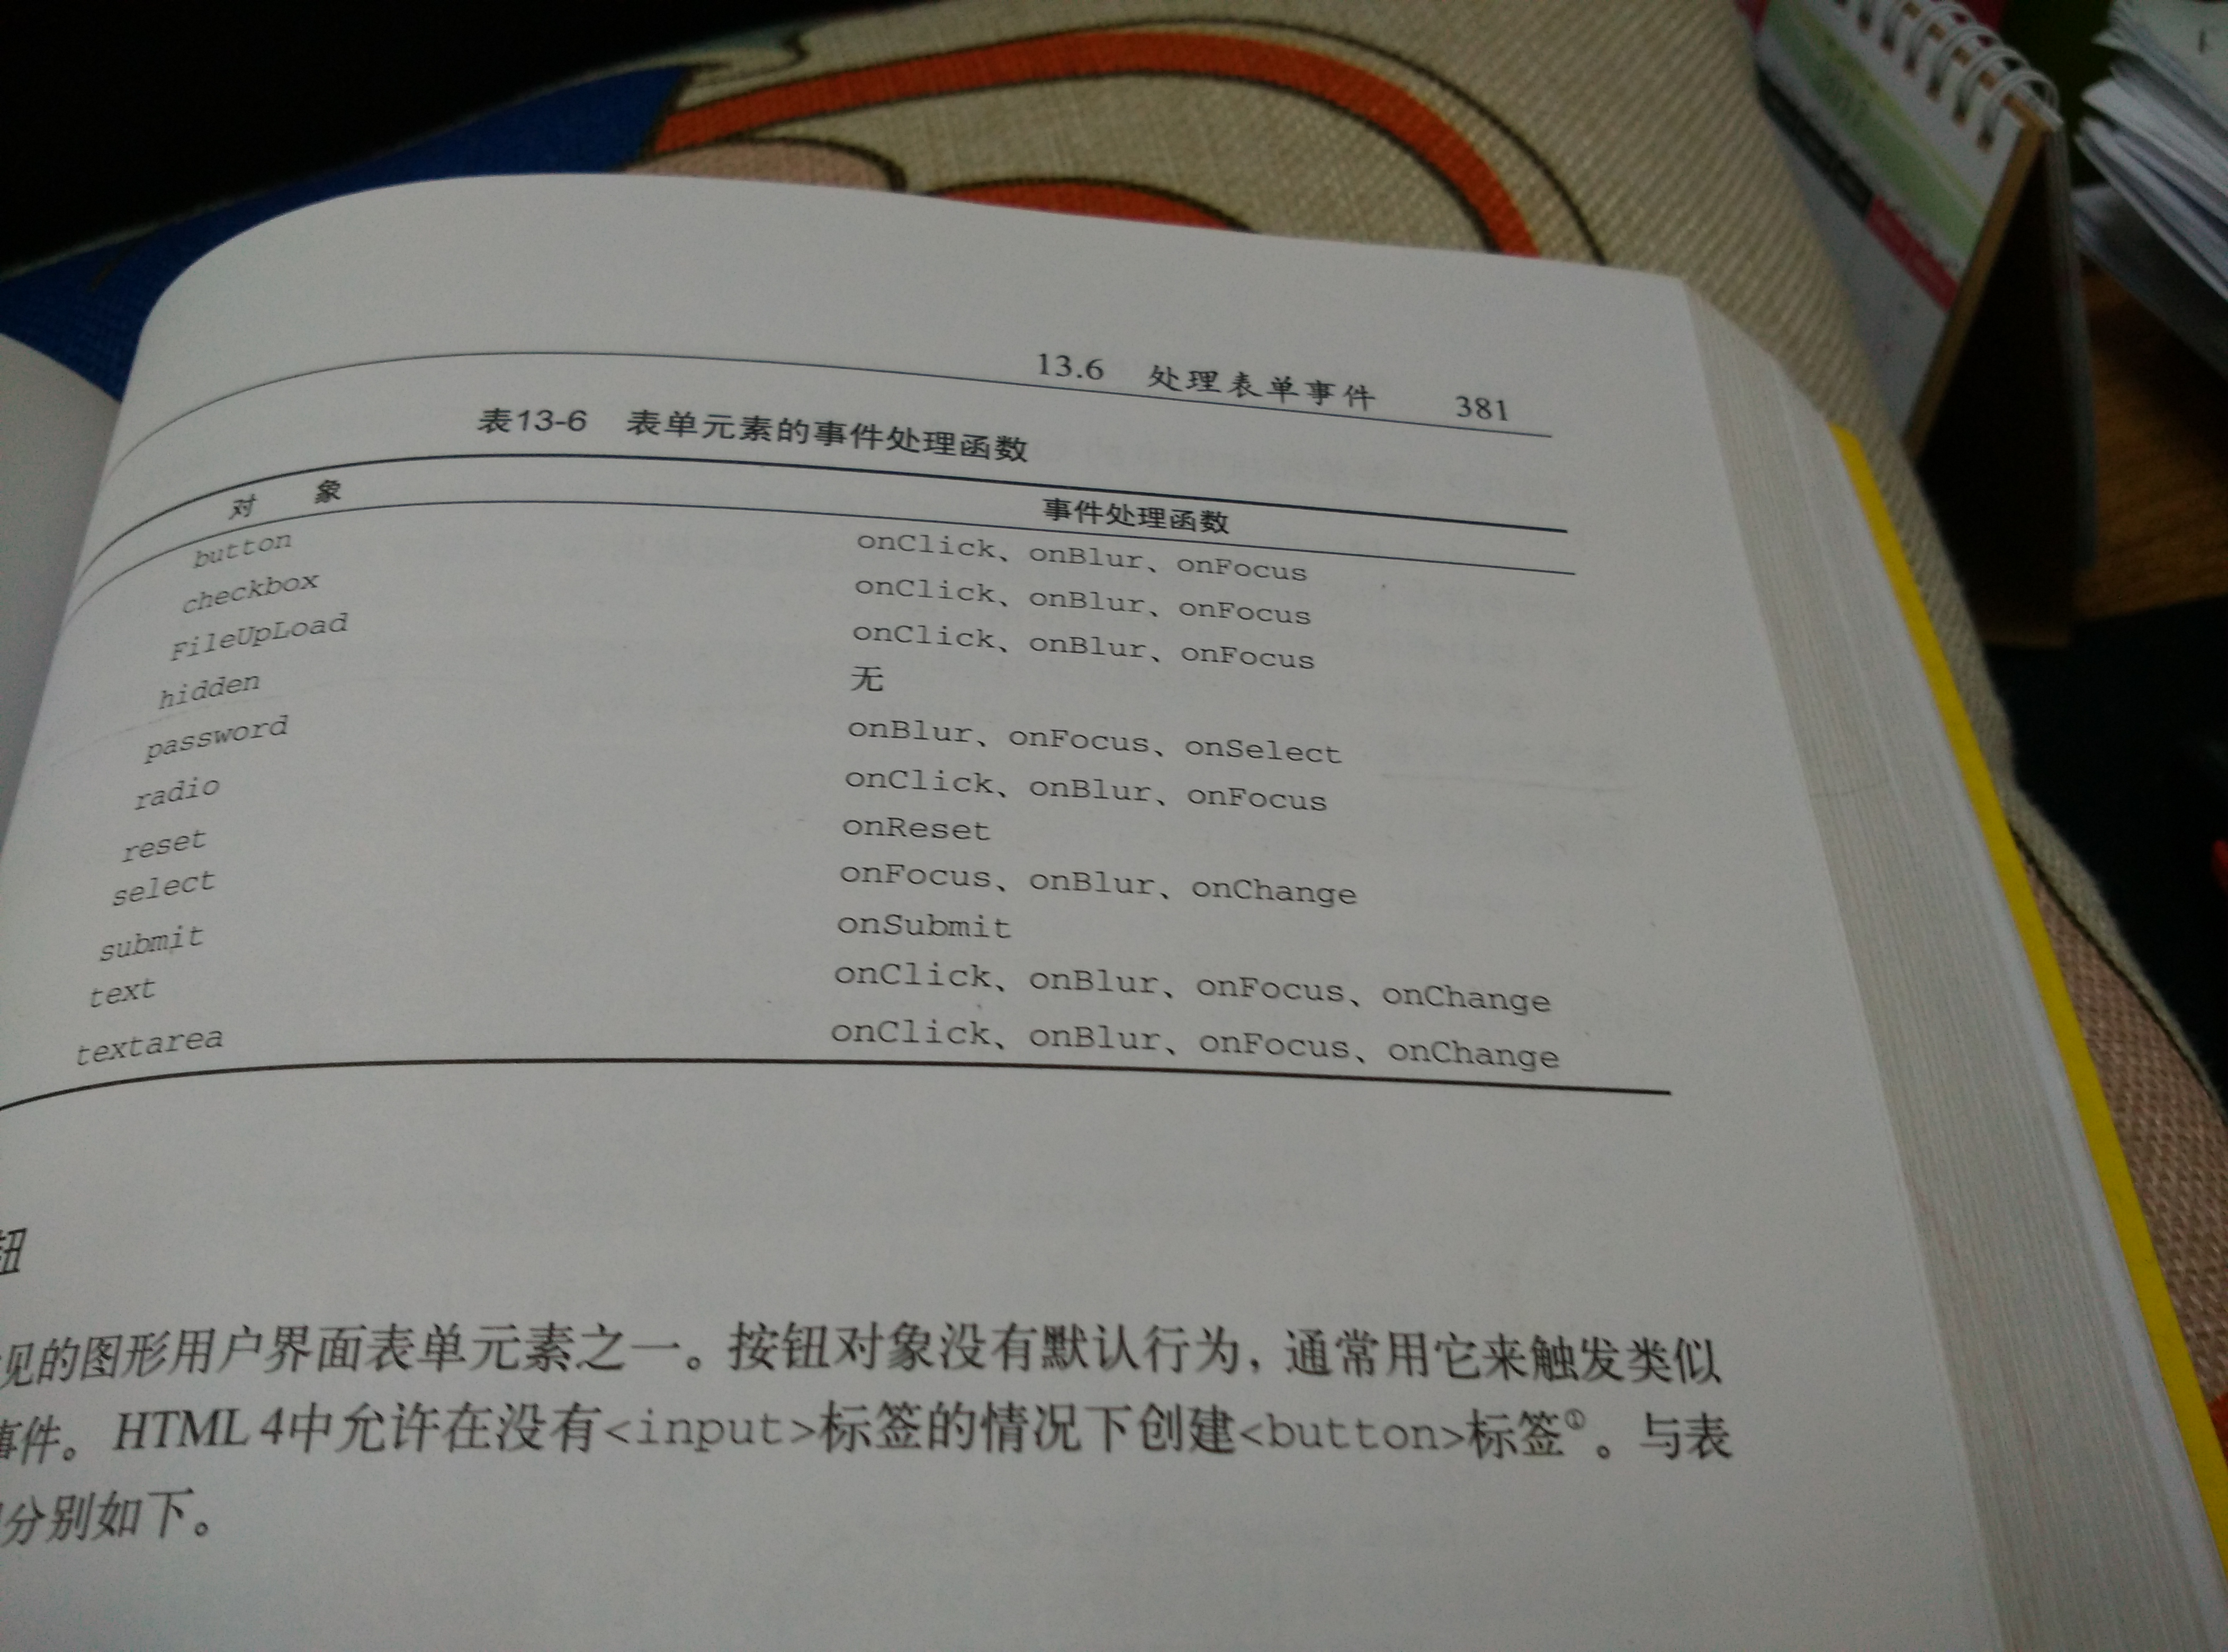 13.6 处理表单事件 381
表13-6 表单元素的事件处理函数
对 象 事件处理函数
button onClick、onBlur、onFocus
checkbox onClick、onBlur、onFocus
FileUpLoad onClick、onBlur、onFocus
hidden 无
password onBlur、onFocus、onSelect
radio onClick、onBlur、onFocus
reset onReset
select onFocus、onBlur、onChange
submit onSubmit
text onClick、onBlur、onFocus、onChange
textarea onClick、onBlur、onFocus、onChange
钮
见的图形用户界面表单元素之一。按钮对象没有默认行为，通常用它来触发类似
事件。HTML 4中允许在没有<input>标签的情况下创建<button>标签①。与表
分别如下。